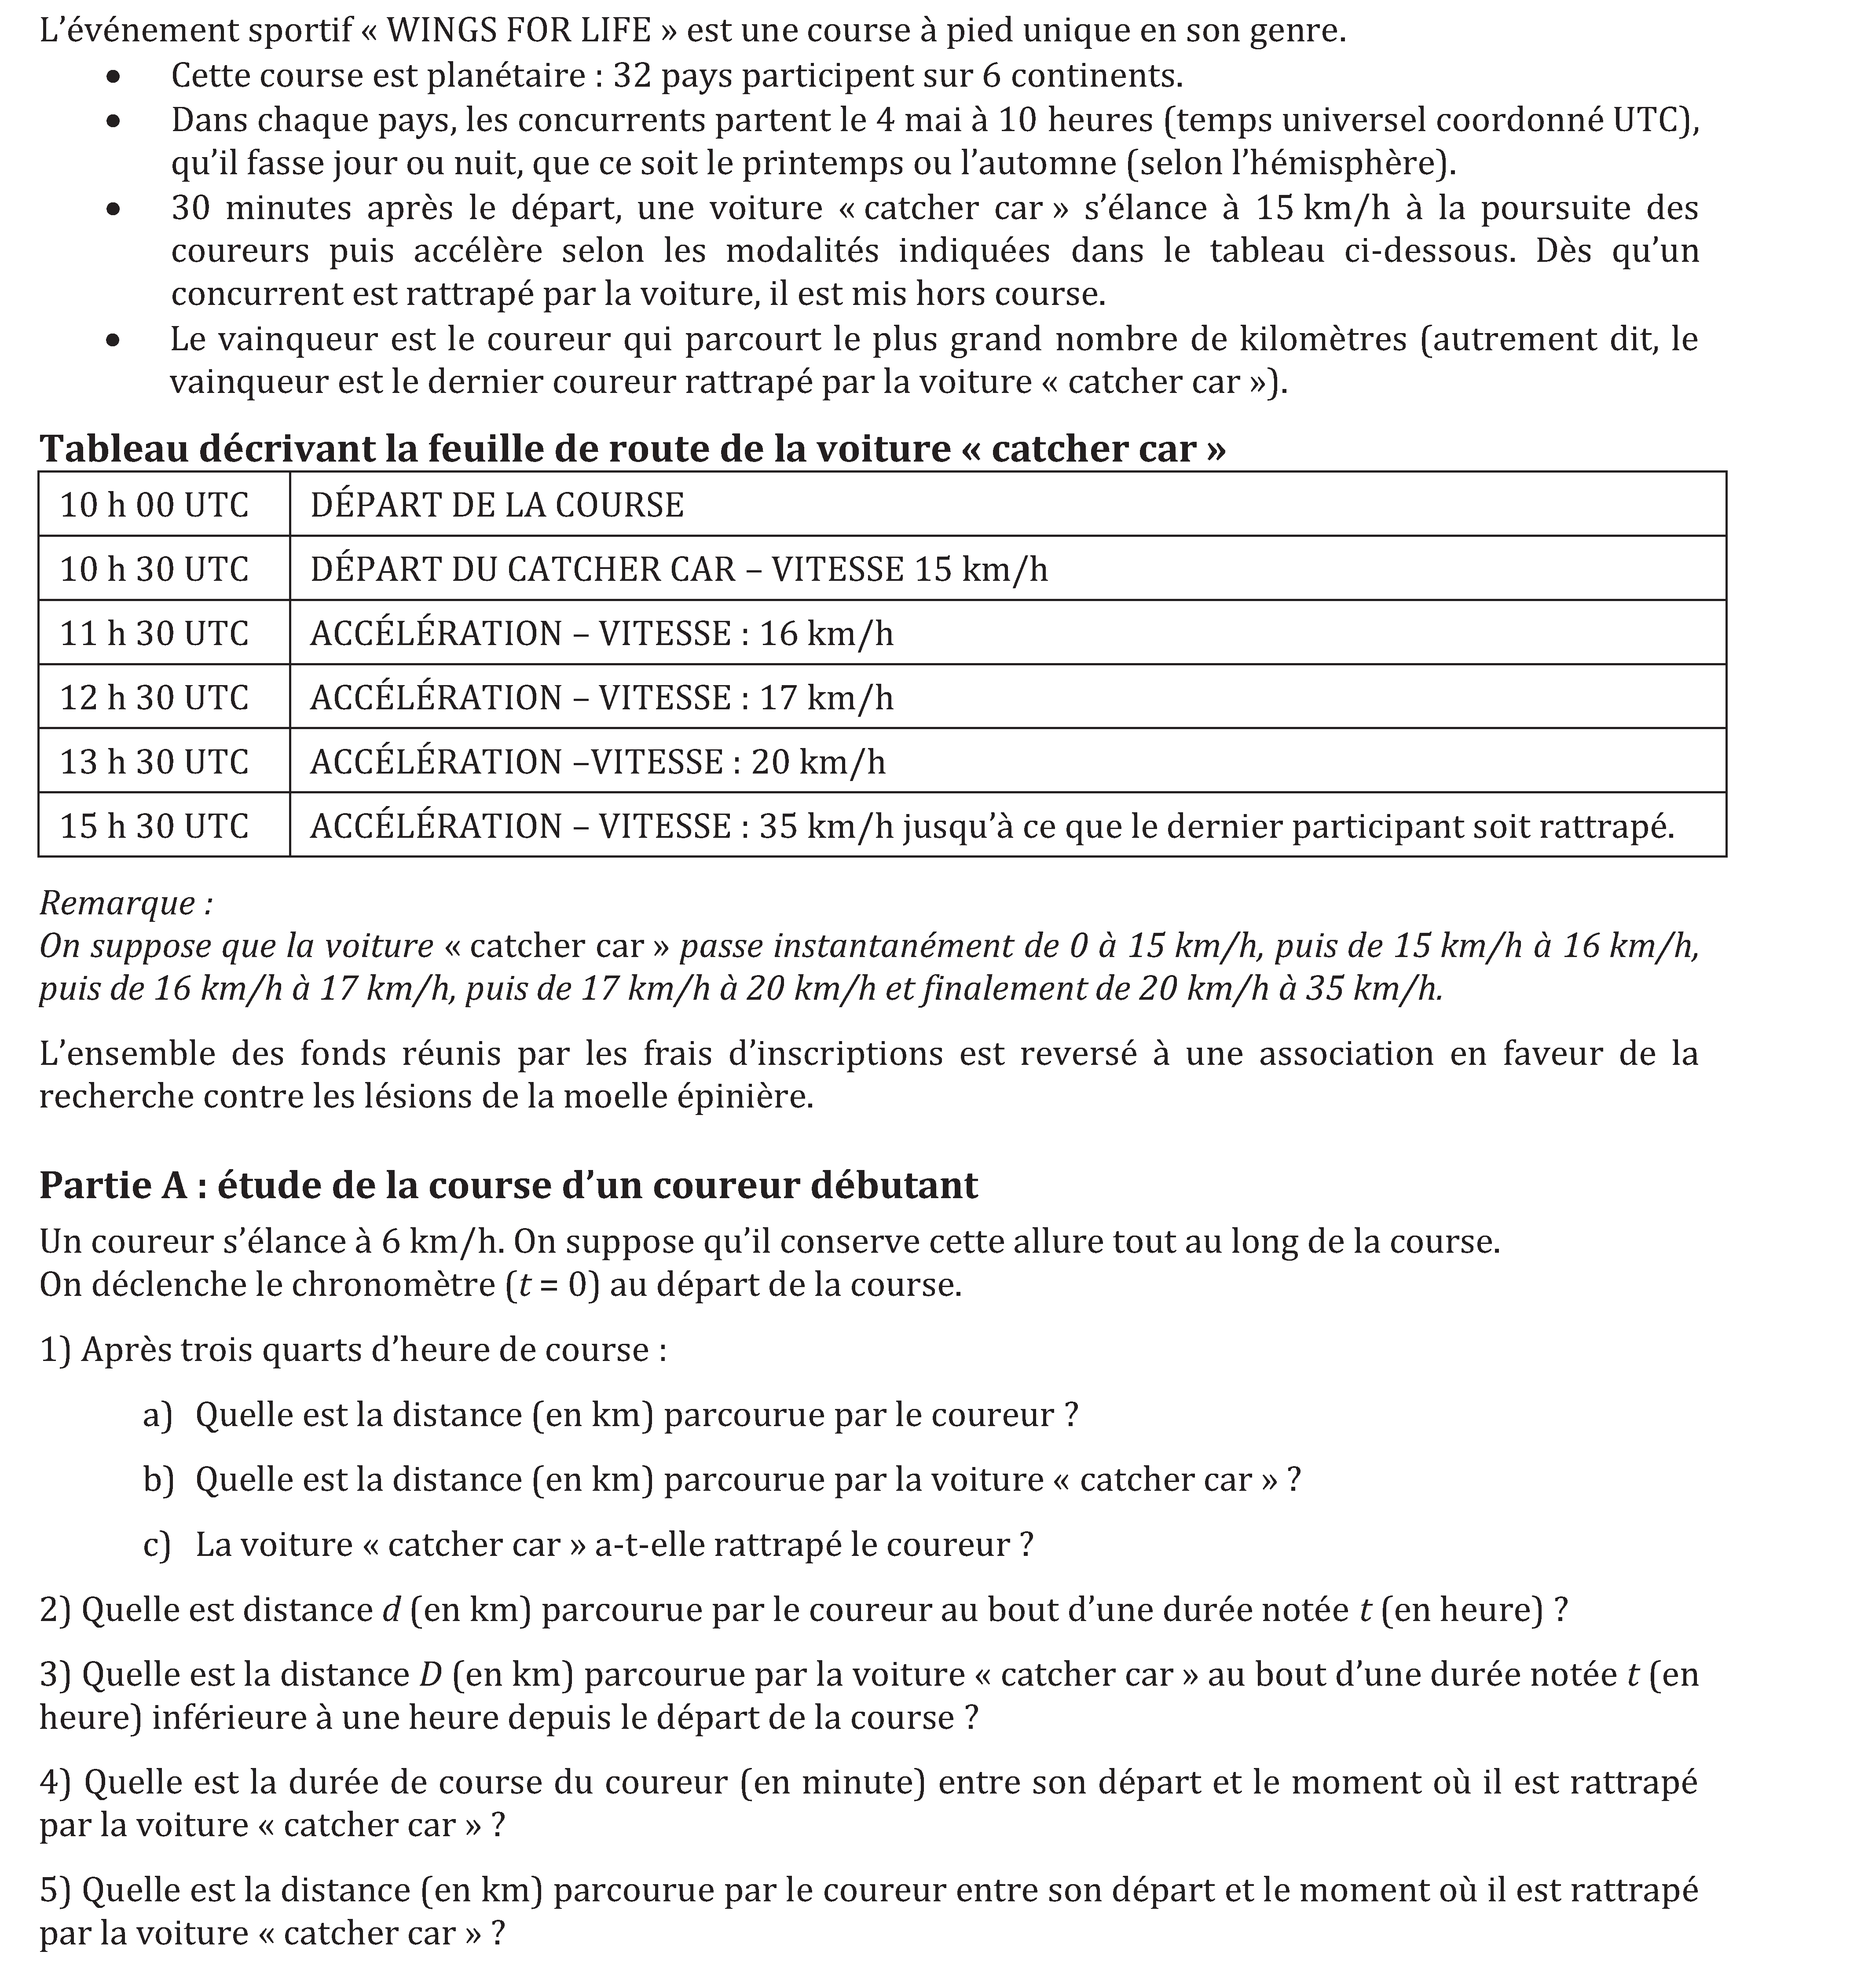 L’événement sportif « WINGS FOR LIFE » est une course à pied unique en son genre.
• Cette course est planétaire : 32 pays participent sur 6 continents.
• Dans chaque pays, les concurrents partent le 4 mai à 10 heures (temps universel coordonné UTC),
qu’il fasse jour ou nuit, que ce soit le printemps ou l’automne (selon l’hémisphère).
• 30 minutes après le départ, une voiture « catcher car » s’élance à 15 km/h à la poursuite des
coureurs puis accélère selon les modalités indiquées dans le tableau ci-dessous. Dès qu’un
concurrent est rattrapé par la voiture, il est mis hors course.
• Le vainqueur est le coureur qui parcourt le plus grand nombre de kilomètres (autrement dit, le
vainqueur est le dernier coureur rattrapé par la voiture « catcher car »).
Tableau décrivant la feuille de route de la voiture « catcher car »
10 h 00 UTC DÉPART DE LA COURSE
10 h 30 UTC DÉPART DU CATCHER CAR – VITESSE 15 km/h
11 h 30 UTC ACCÉLÉRATION – VITESSE : 16 km/h
12 h 30 UTC ACCÉLÉRATION – VITESSE : 17 km/h
13 h 30 UTC ACCÉLÉRATION –VITESSE : 20 km/h
15 h 30 UTC ACCÉLÉRATION – VITESSE : 35 km/h jusqu’à ce que le dernier participant soit rattrapé.
Remarque :
On suppose que la voiture « catcher car » passe instantanément de 0 à 15 km/h, puis de 15 km/h à 16 km/h,
puis de 16 km/h à 17 km/h, puis de 17 km/h à 20 km/h et finalement de 20 km/h à 35 km/h.
L’ensemble des fonds réunis par les frais d’inscriptions est reversé à une association en faveur de la
recherche contre les lésions de la moelle épinière.
Partie A : étude de la course d’un coureur débutant
Un coureur s’élance à 6 km/h. On suppose qu’il conserve cette allure tout au long de la course.
On déclenche le chronomètre (t = 0) au départ de la course.
1) Après trois quarts d’heure de course :
a) Quelle est la distance (en km) parcourue par le coureur ?
b) Quelle est la distance (en km) parcourue par la voiture « catcher car » ?
c) La voiture « catcher car » a-t-elle rattrapé le coureur ?
2) Quelle est distance d (en km) parcourue par le coureur au bout d’une durée notée t (en heure) ?
3) Quelle est la distance D (en km) parcourue par la voiture « catcher car » au bout d’une durée notée t (en
heure) inférieure à une heure depuis le départ de la course ?
4) Quelle est la durée de course du coureur (en minute) entre son départ et le moment où il est rattrapé
par la voiture « catcher car » ?
5) Quelle est la distance (en km) parcourue par le coureur entre son départ et le moment où il est rattrapé
par la voiture « catcher car » ?